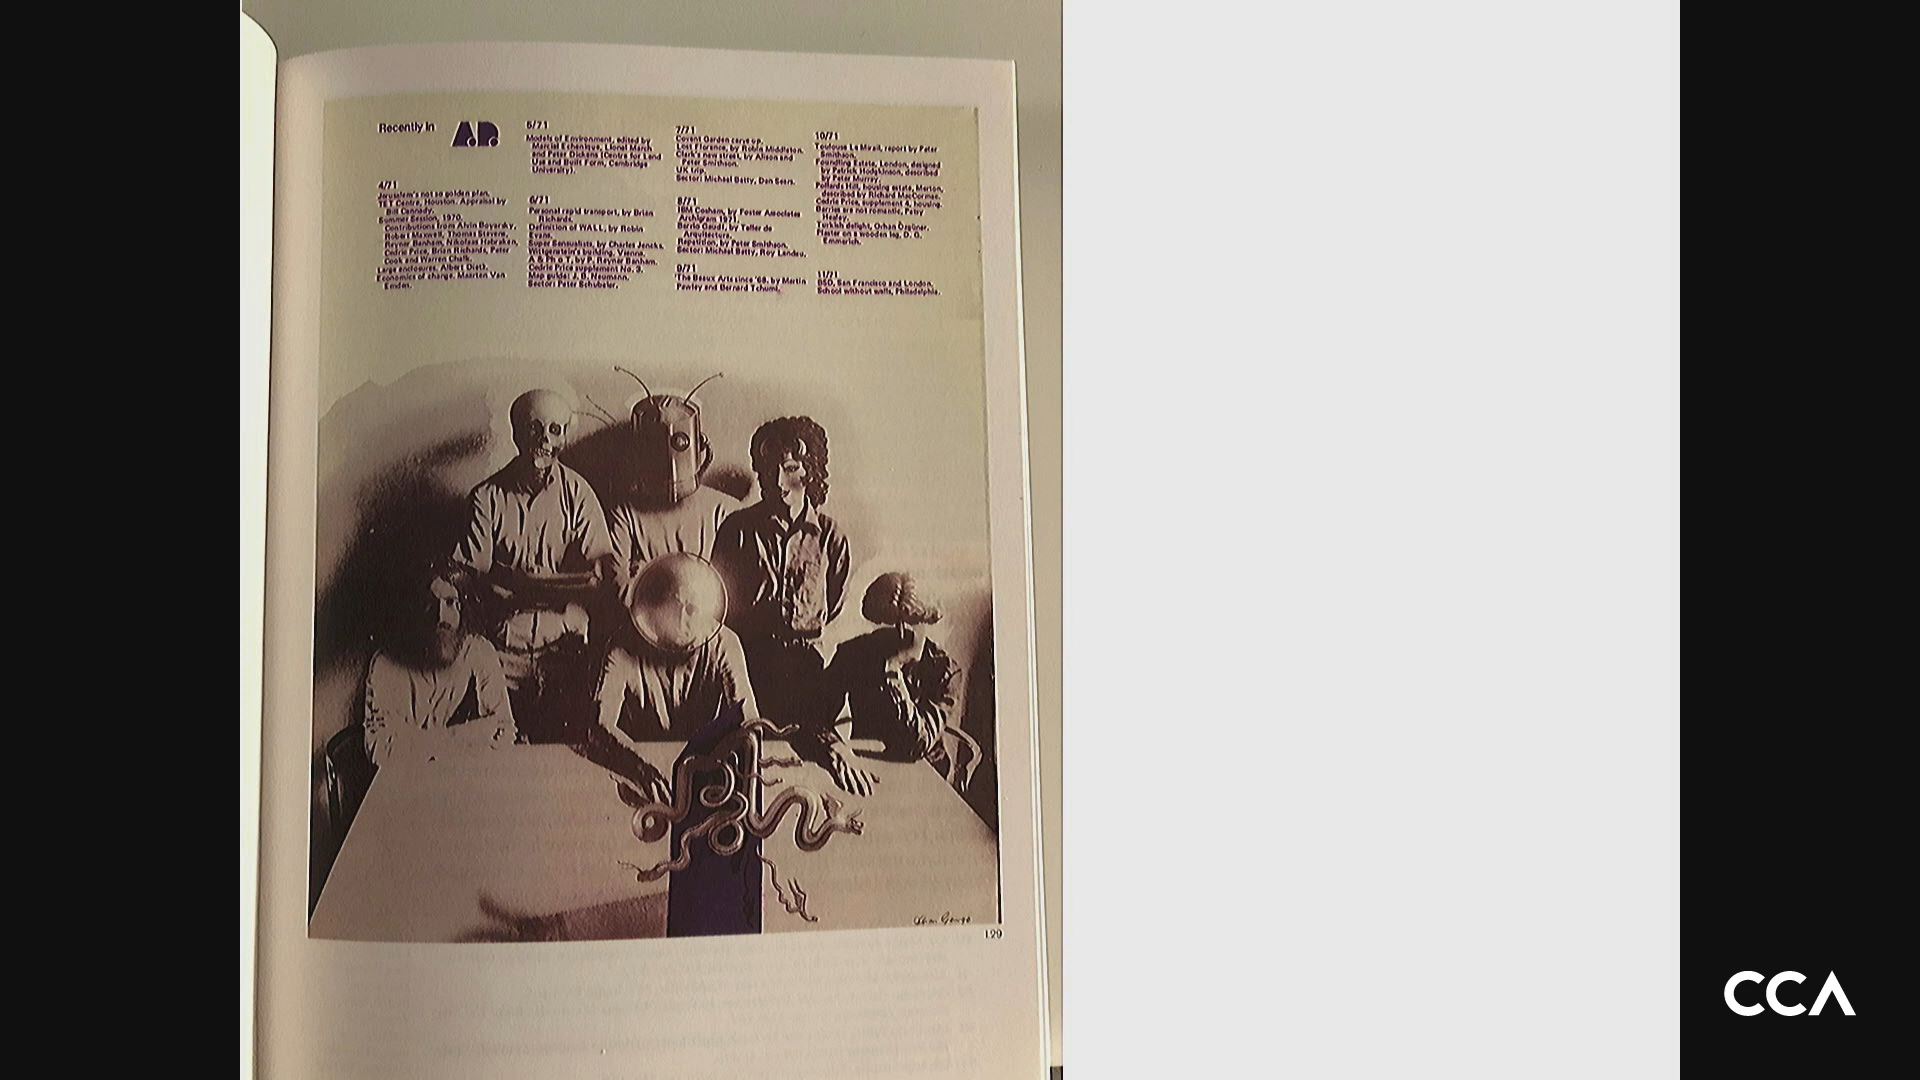 Recently in
A.D.
4/71
Jerusalem's not so golden plan.
TET Centre, Houston. Appraisal by
Bill Cannady.
Summer Session, 1970.
Contributions from Alvin Boyarsky,
Robert Maxwell, Thomas Stevens,
Reyner Banham, Nikolaas Habraken,
Cedric Price, Brian Richards, Peter
Cook and Warren Chalk.
Large enclosures, Albert Dietz.
Economics of change, Maarten Van
Emden.
5/71
Models of Environment, edited by
Marcial Echenique, Lionel March
and Peter Dickens (Centre for Land
Use and Built Form, Cambridge
University).
6/71
Personal rapid transport, by Brian
Richards.
Definition of WALL, by Robin
Evans.
Super Sensualists, by Charles Jencks.
Wittgenstein's building, Vienna.
A & P h o T, by P. Reyner Banham.
Cedric Price supplement No. 3.
Map guide: J. B. Neumann.
Sector: Peter Schubeler.
7/71
Covent Garden carve up.
Lost Florence, by Robin Middleton.
Clark's new street, by Alison and
Peter Smithson.
UK trip.
Sector: Michael Batty, Dan Sears.
8/71
IBM Cosham, by Foster Associates
Archigram 1971.
Barrio Gaudi, by Taller de
Arquitectura.
Repetition, by Peter Smithson.
Sector: Michael Batty, Roy Landau.
9/71
The Beaux Arts since '68, by Martin
Pawley and Bernard Tchumi.
10/71
Toulouse Le Mirail, report by Peter
Smithson.
Foundling Estate, London, designed
by Patrick Hodgkinson, described
by Peter Murray.
Pollards Hill, housing estate, Merton,
described by Richard MacCormac.
Cedric Price, supplement 4, housing.
Barries are not romantic, Patsy
Healey.
Turkish delight, Orhan Özgüner.
Plaster on a wooden leg, D. G.
Emmerich.
11/71
BSD, San Francisco and London.
School without walls, Philadelphia.
129
CCA